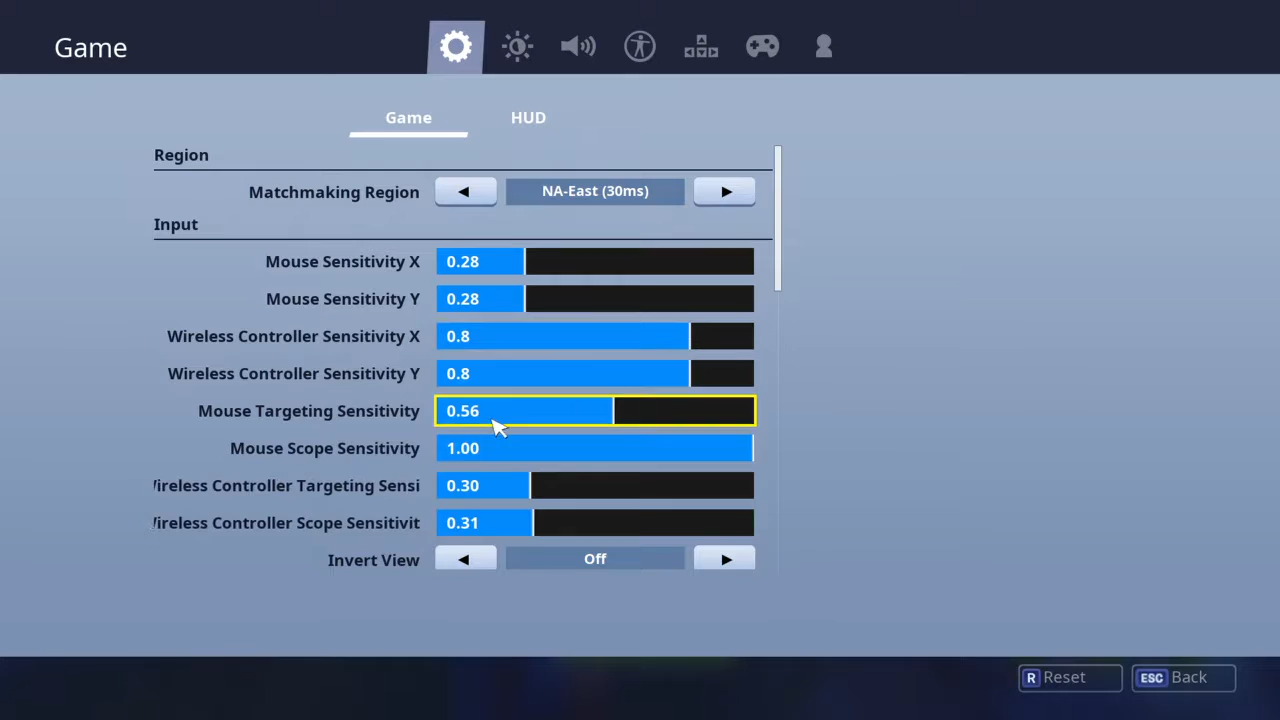 Game
Game HUD
Region
Matchmaking Region NA-East (30ms)
Input
Mouse Sensitivity X 0.28
Mouse Sensitivity Y 0.28
Wireless Controller Sensitivity X 0.8
Wireless Controller Sensitivity Y 0.8
Mouse Targeting Sensitivity 0.56
Mouse Scope Sensitivity 1.00
ireless Controller Targeting Sensi 0.30
ireless Controller Scope Sensitivit 0.31
Invert View Off
R Reset ESC Back